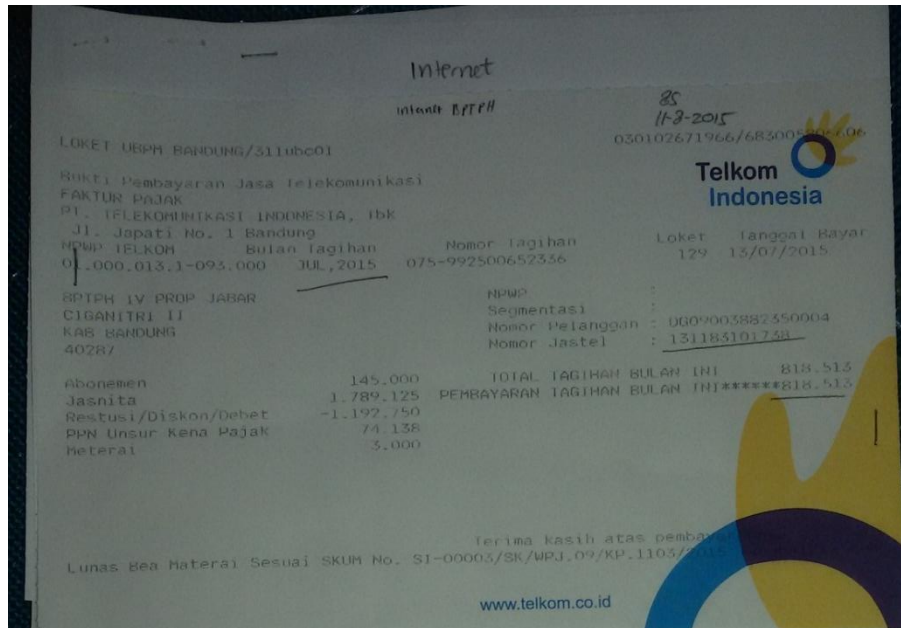 Internet
BPTPH
85
11-8-2015
LOKET UBPM BANDUNG/311ubc01
Telkom
Indonesia
Bukti Pembayaran Jasa Telekomunikasi
FAKTUR PAJAK
PT. TELEKOMUNIKASI INDONESIA, Tbk
Jl. Japati No. 1 Bandung
NPWP TELKOM Bulan Tagihan Nomor Tagihan Loket Tanggal Bayar
01.000.013.1-093.000 JUL,2015 075-992500652336 129 13/07/2015
BPTPH IV PROP JABAR NPWP :
CIGANITRI II Segmentasi :
KAB BANDUNG Nomor Pelanggan : DG09003882350004
40287 Nomor Jastel : 131183101738
Abonemen 145.000 TOTAL TAGIHAN BULAN INI 818.513
Jasnita 1.789.125 PEMBAYARAN TAGIHAN BULAN INI******818.513
Restusi/Diskon/Debet -1.192.750
PPN Unsur Kena Pajak 74.138
Meterai 3.000
Terima kasih atas
Lunas Bea Materai Sesuai SKUM No. SI-00003/SK/WPJ.09/KP.1103/2015
www.telkom.co.id